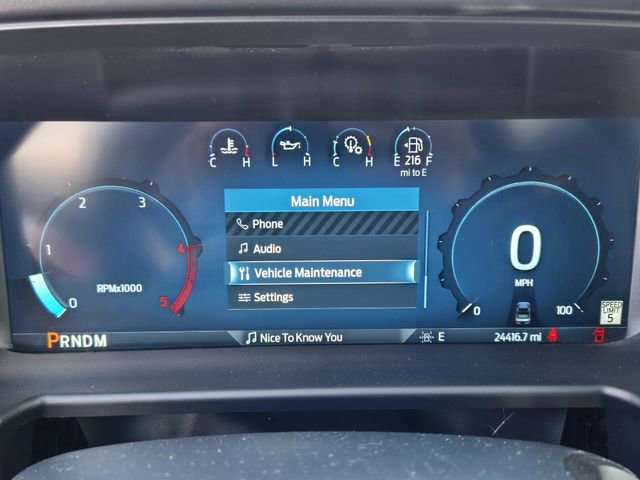 C H
L H
C H
E 216 F
mi to E
Main Menu
Phone
Audio
Vehicle Maintenance
Settings
0 1 2 3 4 5
RPMx1000
0
MPH
0 100
SPEED
LIMIT
5
PRNDM
Nice To Know You
E
24416.7 mi